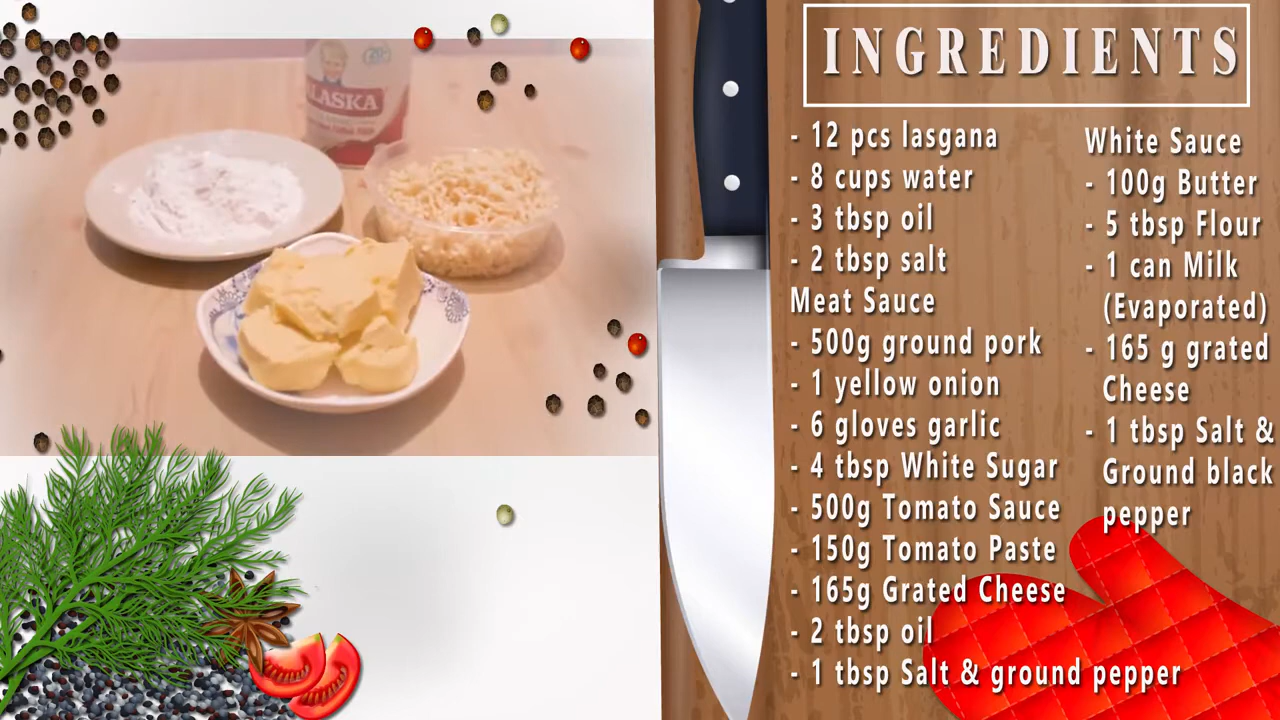 ALASKA
INGREDIENTS
- 12 pcs lasgana
- 8 cups water
- 3 tbsp oil
- 2 tbsp salt
Meat Sauce
- 500g ground pork
- 1 yellow onion
- 6 gloves garlic
- 4 tbsp White Sugar
- 500g Tomato Sauce
- 150g Tomato Paste
- 165g Grated Cheese
- 2 tbsp oil
- 1 tbsp Salt & ground pepper
White Sauce
- 100g Butter
- 5 tbsp Flour
- 1 can Milk
(Evaporated)
- 165 g grated
Cheese
- 1 tbsp Salt &
Ground black
pepper